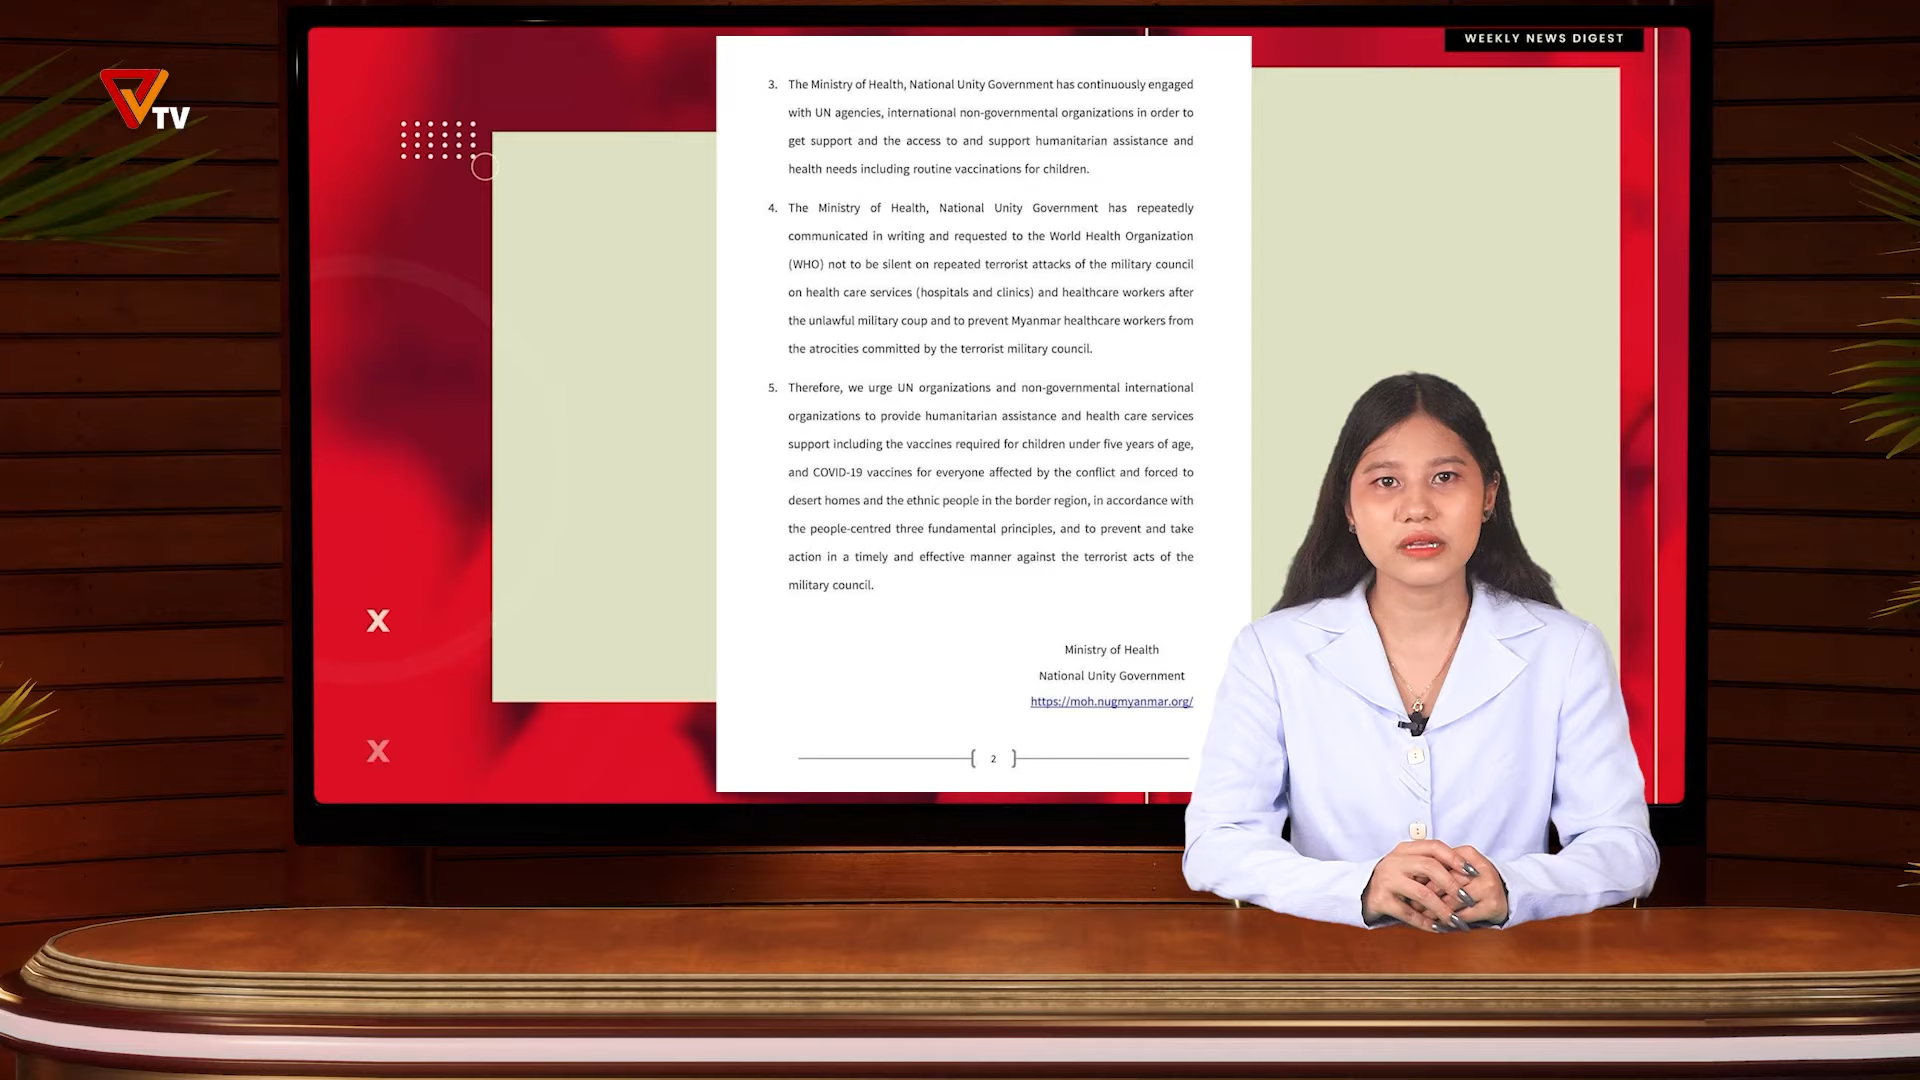 WEEKLY NEWS DIGEST
TV
3. The Ministry of Health, National Unity Government has continuously engaged
with UN agencies, international non-governmental organizations in order to
get support and the access to and support humanitarian assistance and
health needs including routine vaccinations for children.
4. The Ministry of Health, National Unity Government has repeatedly
communicated in writing and requested to the World Health Organization
(WHO) not to be silent on repeated terrorist attacks of the military council
on health care services (hospitals and clinics) and healthcare workers after
the unlawful military coup and to prevent Myanmar healthcare workers from
the atrocities committed by the terrorist military council.
5. Therefore, we urge UN organizations and non-governmental international
organizations to provide humanitarian assistance and health care services
support including the vaccines required for children under five years of age,
and COVID-19 vaccines for everyone affected by the conflict and forced to
desert homes and the ethnic people in the border region, in accordance with
the people-centred three fundamental principles, and to prevent and take
action in a timely and effective manner against the terrorist acts of the
military council.
Ministry of Health
National Unity Government
https://moh.nugmyanmar.org/
2